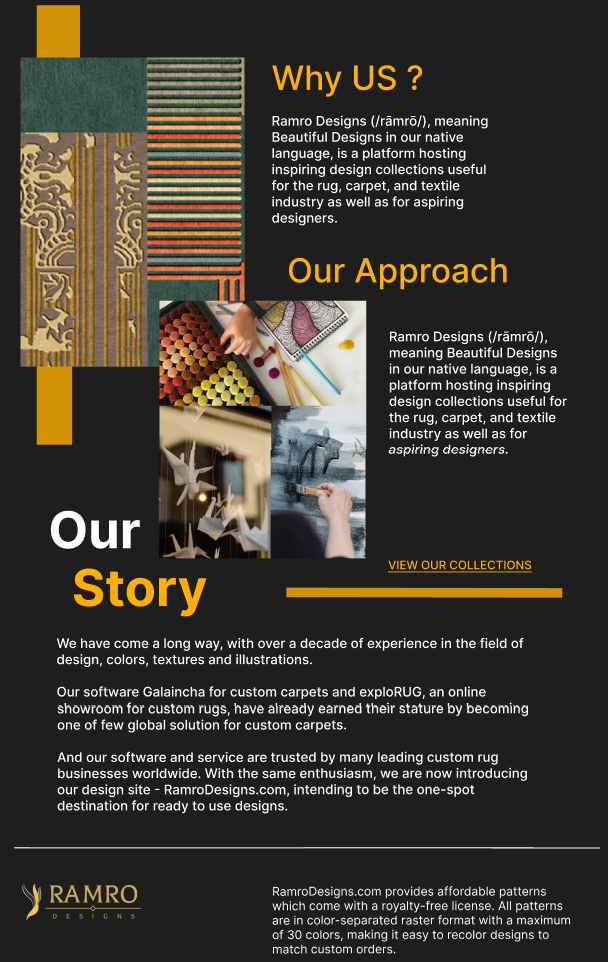 Why US ?
Ramro Designs (/rāmrō/), meaning
Beautiful Designs in our native
language, is a platform hosting
inspiring design collections useful
for the rug, carpet, and textile
industry as well as for aspiring
designers.
Our Approach
Ramro Designs (/rāmrō/),
meaning Beautiful Designs
in our native language, is a
platform hosting inspiring
design collections useful for
the rug, carpet, and textile
industry as well as for
aspiring designers.
VIEW OUR COLLECTIONS
Our
Story
We have come a long way, with over a decade of experience in the field of
design, colors, textures and illustrations.
Our software Galaincha for custom carpets and exploRUG, an online
showroom for custom rugs, have already earned their stature by becoming
one of few global solution for custom carpets.
And our software and service are trusted by many leading custom rug
businesses worldwide. With the same enthusiasm, we are now introducing
our design site - RamroDesigns.com, intending to be the one-spot
destination for ready to use designs.
RAMRO
DESIGNS
RamroDesigns.com provides affordable patterns
which come with a royalty-free license. All patterns
are in color-separated raster format with a maximum
of 30 colors, making it easy to recolor designs to
match custom orders.